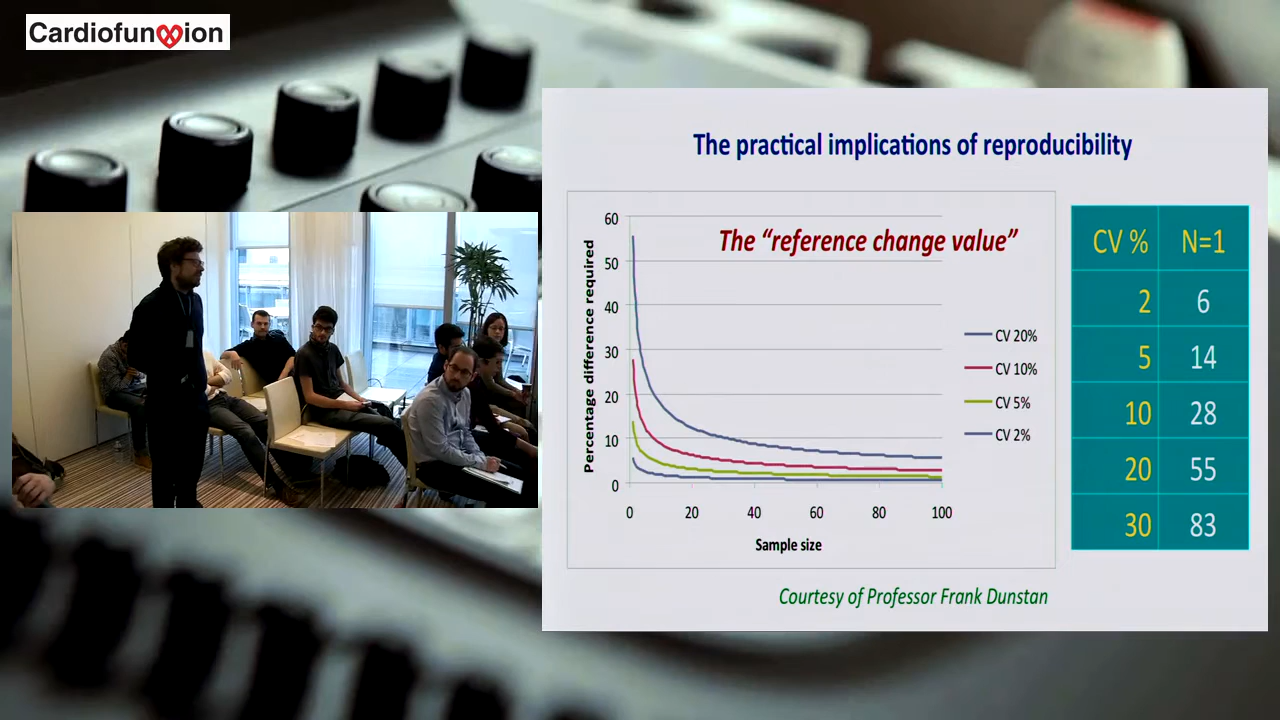 Cardiofunxion
The practical implications of reproducibility
The "reference change value"
Percentage difference required
60
50
40
30
20
10
0
0 20 40 60 80 100
Sample size
CV 20%
CV 10%
CV 5%
CV 2%
CV % N=1
2 6
5 14
10 28
20 55
30 83
Courtesy of Professor Frank Dunstan